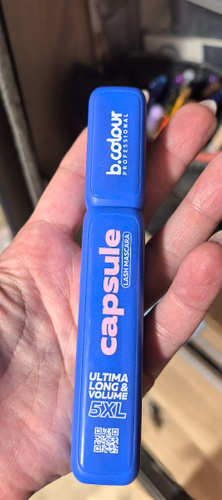 b.colour
PROFESSIONAL
capsule
LASH MASCARA
ULTIMA
LONG &
VOLUME
5XL